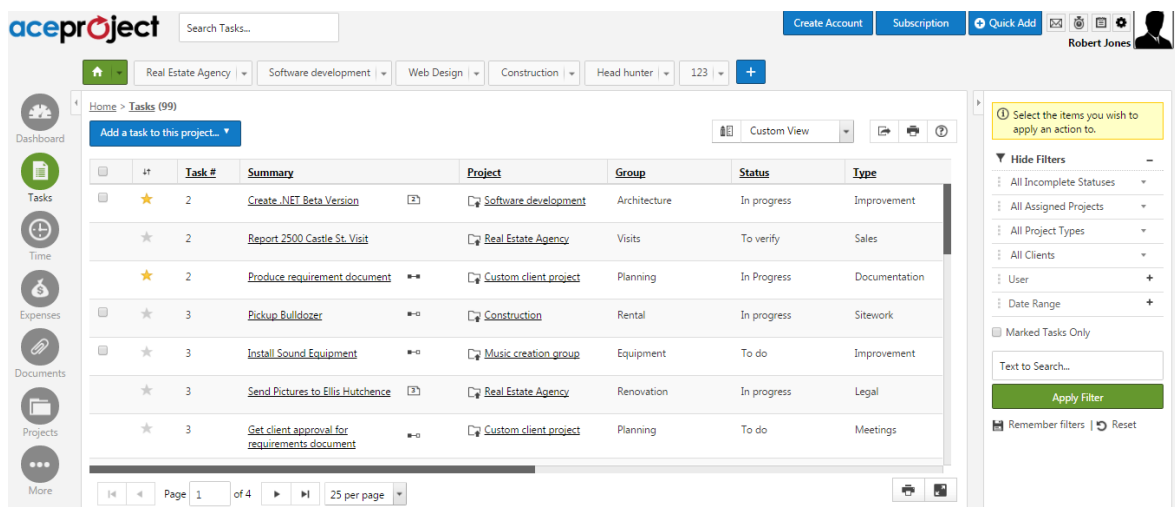 aceproject
Search Tasks...
Create Account
Subscription
Quick Add
Robert Jones
Real Estate Agency
Software development
Web Design
Construction
Head hunter
123
+
Dashboard
Tasks
Time
Expenses
Documents
Projects
More
Home > Tasks (99)
Add a task to this project...
Custom View
Task # Summary Project Group Status Type
2 Create .NET Beta Version 2 Software development Architecture In progress Improvement
2 Report 2500 Castle St. Visit Real Estate Agency Visits To verify Sales
2 Produce requirement document Custom client project Planning In Progress Documentation
3 Pickup Bulldozer Construction Rental In progress Sitework
3 Install Sound Equipment Music creation group Equipment To do Improvement
3 Send Pictures to Ellis Hutchence 3 Real Estate Agency Renovation In progress Legal
3 Get client approval for Custom client project Planning To do Meetings
requirements document
Page 1 of 4
25 per page
Select the items you wish to
apply an action to.
Hide Filters
All Incomplete Statuses
All Assigned Projects
All Project Types
All Clients
User +
Date Range +
Marked Tasks Only
Text to Search...
Apply Filter
Remember filters | Reset